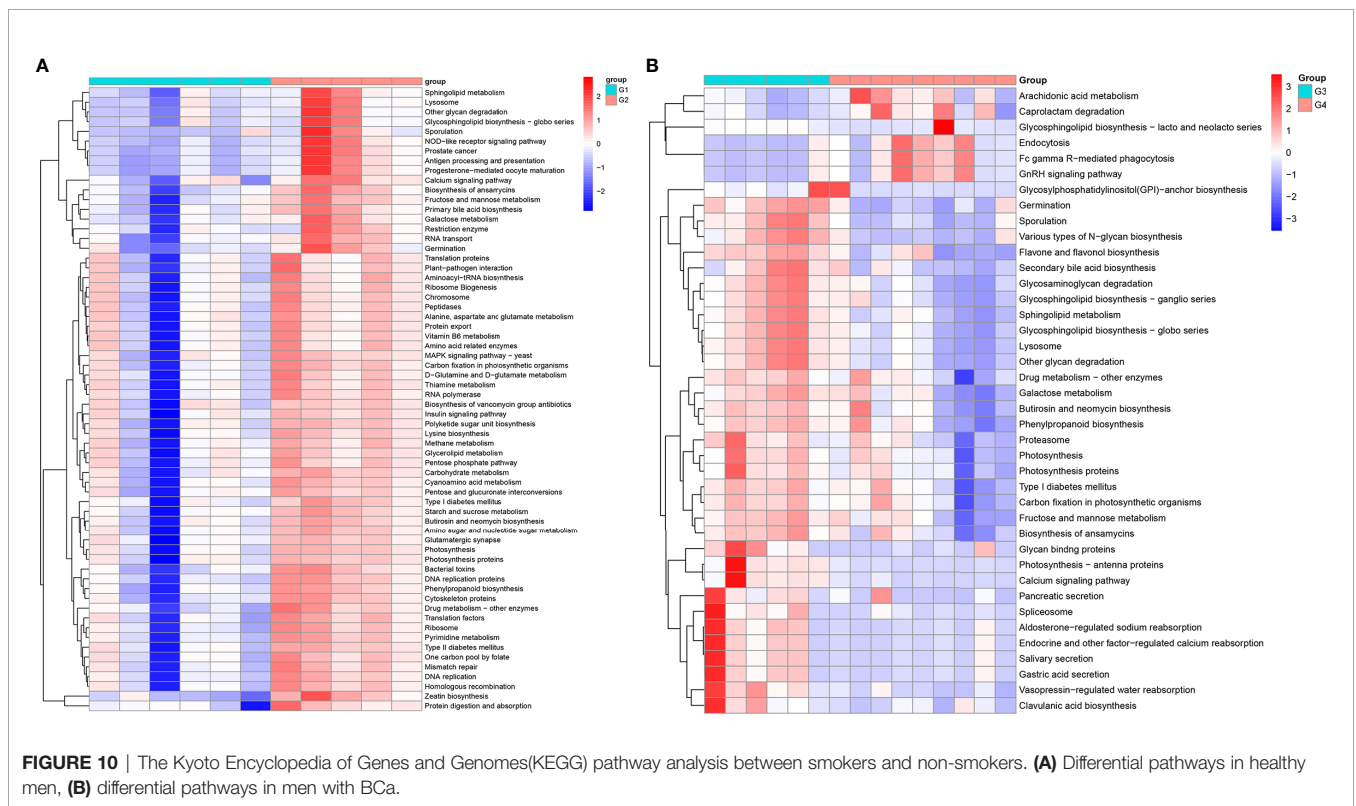 A
group
Sphingolipid metabolism
Lysosome
Other glycan degradation
Glycosphingolipid biosynthesis − globo series
Sporulation
NOD−like receptor signaling pathway
Prostate cancer
Antigen processing and presentation
Progesterone−mediated oocyte maturation
Calcium signaling pathway
Biosynthesis of ansarrycins
Fructose and mannose metabolism
Primary bile acid biosynthesis
Galactose metabolism
Restriction enzyme
RNA transport
Germination
Translation proteins
Plant−pathogen interaction
Aminoacyl−tRNA biosynthesis
Ribosome Biogenesis
Chromosome
Peptidases
Alanine, aspartate and glutamate metabolism
Protein export
Vitamin B6 metabolism
Amino acid related enzymes
MAPK signaling pathway − yeast
Carbon fixation in photosynthetic organisms
D−Glutamine and D−glutamate metabolism
Thiamine metabolism
RNA polymerase
Biosynthesis of vancomycin group antibiotics
Insulin signaling pathway
Polyketide sugar unit biosynthesis
Lysine biosynthesis
Methane metabolism
Glycerolipid metabolism
Pentose phosphate pathway
Carbohydrate metabolism
Cyanoamino acid metabolism
Pentose and glucuronate interconversions
Type I diabetes mellitus
Starch and sucrose metabolism
Butirosin and neomycin biosynthesis
Amino sugar and nucleotide sugar metabolism
Glutamatergic synapse
Photosynthesis
Photosynthesis proteins
Bacterial toxins
DNA replication proteins
Phenylpropanoid biosynthesis
Cytoskeleton proteins
Drug metabolism − other enzymes
Translation factors
Ribosome
Pyrimidine metabolism
Type II diabetes mellitus
One carbon pool by folate
Mismatch repair
DNA replication
Homologous recombination
Zeatin biosynthesis
Protein digestion and absorption
2
1
0
−1
−2
group
G1
G2
B
Group
Arachidonic acid metabolism
Caprolactam degradation
Glycosphingolipid biosynthesis − lacto and neolacto series
Endocytosis
Fc gamma R−mediated phagocytosis
GnRH signaling pathway
Glycosylphosphatidylinositol(GPI)−anchor biosynthesis
Germination
Sporulation
Various types of N−glycan biosynthesis
Flavone and flavonol biosynthesis
Secondary bile acid biosynthesis
Glycosaminoglycan degradation
Glycosphingolipid biosynthesis − ganglio series
Sphingolipid metabolism
Glycosphingolipid biosynthesis − globo series
Lysosome
Other glycan degradation
Drug metabolism − other enzymes
Galactose metabolism
Butirosin and neomycin biosynthesis
Phenylpropanoid biosynthesis
Proteasome
Photosynthesis
Photosynthesis proteins
Type I diabetes mellitus
Carbon fixation in photosynthetic organisms
Fructose and mannose metabolism
Biosynthesis of ansamycins
Glycan bindng proteins
Photosynthesis − antenna proteins
Calcium signaling pathway
Pancreatic secretion
Spliceosome
Aldosterone−regulated sodium reabsorption
Endocrine and other factor−regulated calcium reabsorption
Salivary secretion
Gastric acid secretion
Vasopressin−regulated water reabsorption
Clavulanic acid biosynthesis
3
2
1
0
−1
−2
−3
Group
G3
G4
FIGURE 10 | The Kyoto Encyclopedia of Genes and Genomes(KEGG) pathway analysis between smokers and non-smokers. (A) Differential pathways in healthy
men, (B) differential pathways in men with BCa.